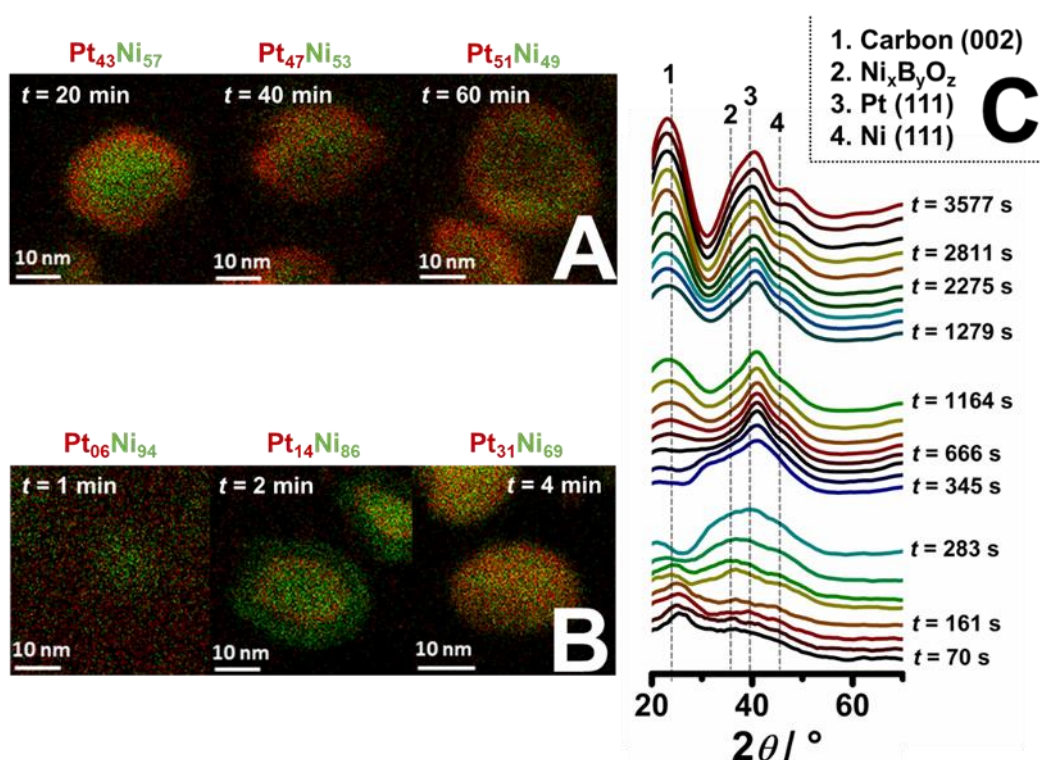 Pt₄₃Ni₅₇ Pt₄₇Ni₅₃ Pt₅₁Ni₄₉
t = 20 min t = 40 min t = 60 min
10 nm 10 nm 10 nm
A
Pt₀₆Ni₉₄ Pt₁₄Ni₈₆ Pt₃₁Ni₆₉
t = 1 min t = 2 min t = 4 min
10 nm 10 nm 10 nm
B
1. Carbon (002)
2. NiₓBᵧO_z
3. Pt (111)
4. Ni (111)
C
1
2
3
4
t = 3577 s
t = 2811 s
t = 2275 s
t = 1279 s
t = 1164 s
t = 666 s
t = 345 s
t = 283 s
t = 161 s
t = 70 s
20 40 60
2θ / °